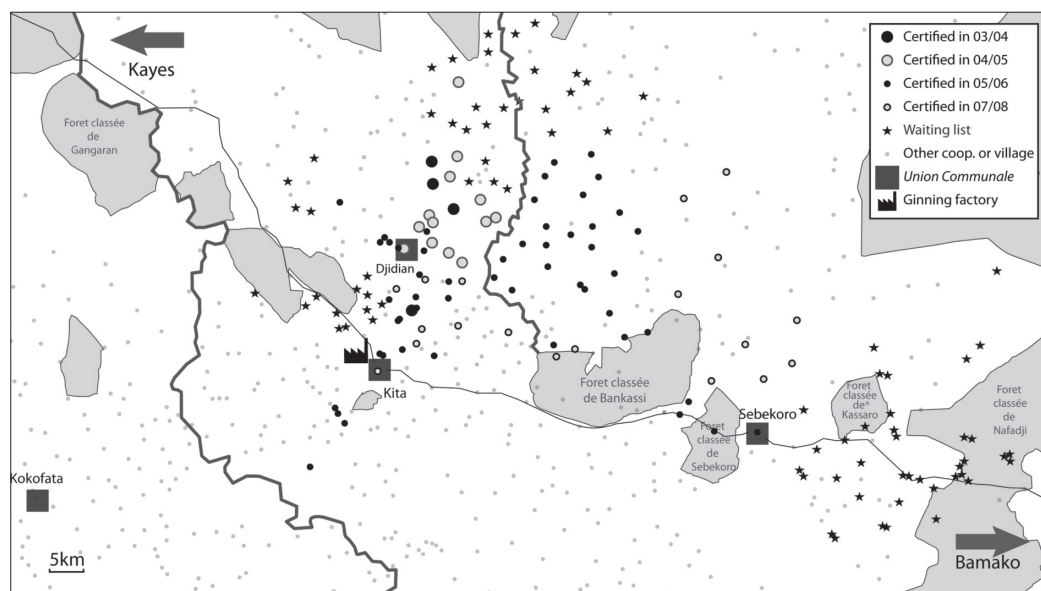 Kayes
Foret classée
de
Gangaran
Certified in 03/04
Certified in 04/05
Certified in 05/06
Certified in 07/08
Waiting list
Other coop. or village
Union Communale
Ginning factory
Djidian
Kita
Foret classée
de Bankassi
Sebekoro
Foret
classée
de
Sebekoro
Foret
classée
de
Kassaro
Foret
classée
de
Nafadji
Kokofata
5km
Bamako